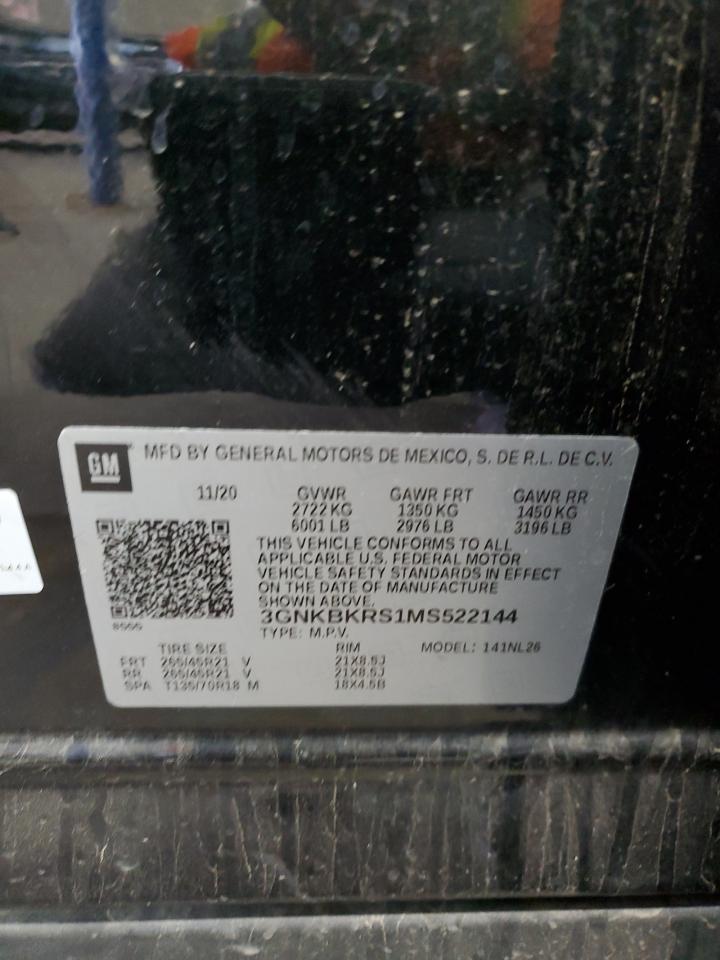 GM
MFD BY GENERAL MOTORS DE MEXICO, S. DE R.L. DE C.V.
11/20 GVWR GAWR FRT GAWR RR
2722 KG 1350 KG 1450 KG
6001 LB 2976 LB 3196 LB
THIS VEHICLE CONFORMS TO ALL
APPLICABLE U.S. FEDERAL MOTOR
VEHICLE SAFETY STANDARDS IN EFFECT
ON THE DATE OF MANUFACTURE
SHOWN ABOVE.
3GNKBKRS1MS522144
TYPE: M.P.V. MODEL: 141NL26
TIRE SIZE RIM
FRT 265/45R21 V 21X8.5J
RR 265/45R21 V 21X8.5J
SPA T135/70R18 M 18X4.5B